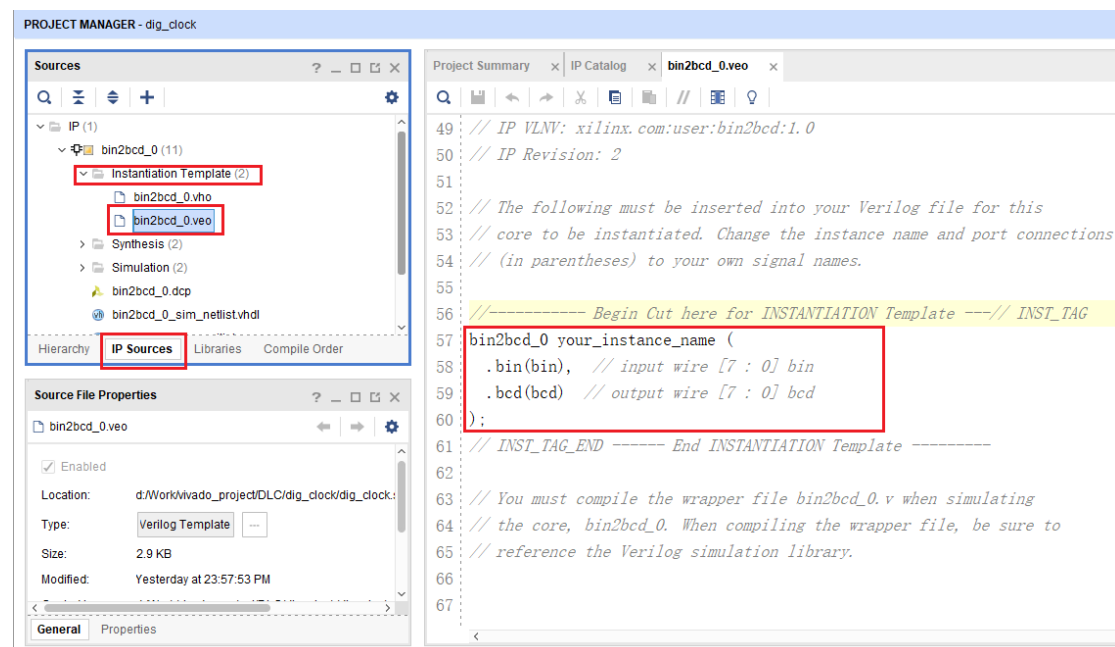 PROJECT MANAGER - dig_clock
Sources
IP (1)
bin2bcd_0 (11)
Instantiation Template (2)
bin2bcd_0.vho
bin2bcd_0.veo
Synthesis (2)
Simulation (2)
bin2bcd_0.dcp
bin2bcd_0_sim_netlist.vhdl
Hierarchy IP Sources Libraries Compile Order
Source File Properties
bin2bcd_0.veo
Enabled
Location: d:/Work/vivado_project/DLC/dig_clock/dig_clock.
Type: Verilog Template ...
Size: 2.9 KB
Modified: Yesterday at 23:57:53 PM
General Properties
Project Summary IP Catalog bin2bcd_0.veo
49 // IP VLNV: xilinx.com:user:bin2bcd:1.0
50 // IP Revision: 2
51
52 // The following must be inserted into your Verilog file for this
53 // core to be instantiated. Change the instance name and port connections
54 // (in parentheses) to your own signal names.
55
56 //----------- Begin Cut here for INSTANTIATION Template ---// INST_TAG
57 bin2bcd_0 your_instance_name (
58 .bin(bin), // input wire [7 : 0] bin
59 .bcd(bcd) // output wire [7 : 0] bcd
60 );
61 // INST_TAG_END ------ End INSTANTIATION Template ---------
62
63 // You must compile the wrapper file bin2bcd_0.v when simulating
64 // the core, bin2bcd_0. When compiling the wrapper file, be sure to
65 // reference the Verilog simulation library.
66
67